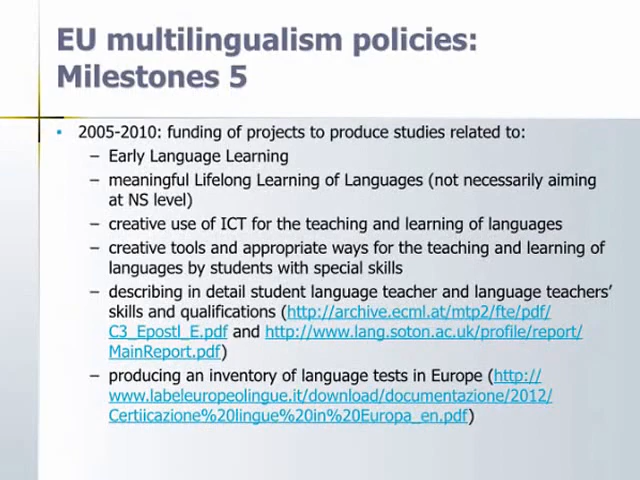 EU multilingualism policies:
Milestones 5
• 2005-2010: funding of projects to produce studies related to:
– Early Language Learning
– meaningful Lifelong Learning of Languages (not necessarily aiming
at NS level)
– creative use of ICT for the teaching and learning of languages
– creative tools and appropriate ways for the teaching and learning of
languages by students with special skills
– describing in detail student language teacher and language teachers’
skills and qualifications (http://archive.ecml.at/mtp2/fte/pdf/
C3_Epostl_E.pdf and http://www.lang.soton.ac.uk/profile/report/
MainReport.pdf)
– producing an inventory of language tests in Europe (http://
www.labeleuropeolingue.it/download/documentazione/2012/
Certiicazione%20lingue%20in%20Europa_en.pdf)